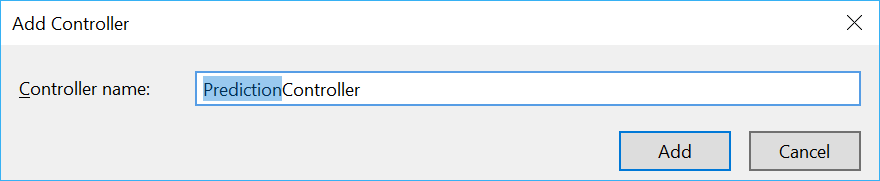 Add Controller
Controller name: PredictionController
Add Cancel